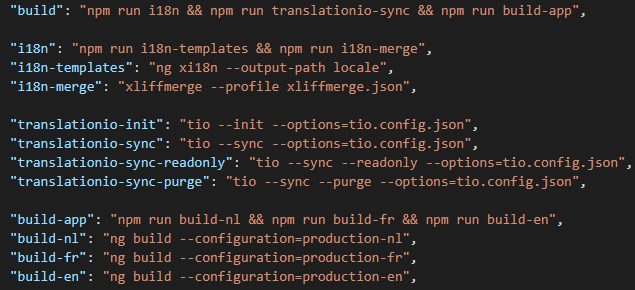 "build": "npm run i18n && npm run translationio-sync && npm run build-app",
"i18n": "npm run i18n-templates && npm run i18n-merge",
"i18n-templates": "ng xi18n --output-path locale",
"i18n-merge": "xliffmerge --profile xliffmerge.json",
"translationio-init": "tio --init --options=tio.config.json",
"translationio-sync": "tio --sync --options=tio.config.json",
"translationio-sync-readonly": "tio --sync --readonly --options=tio.config.json",
"translationio-sync-purge": "tio --sync --purge --options=tio.config.json",
"build-app": "npm run build-nl && npm run build-fr && npm run build-en",
"build-nl": "ng build --configuration=production-nl",
"build-fr": "ng build --configuration=production-fr",
"build-en": "ng build --configuration=production-en",